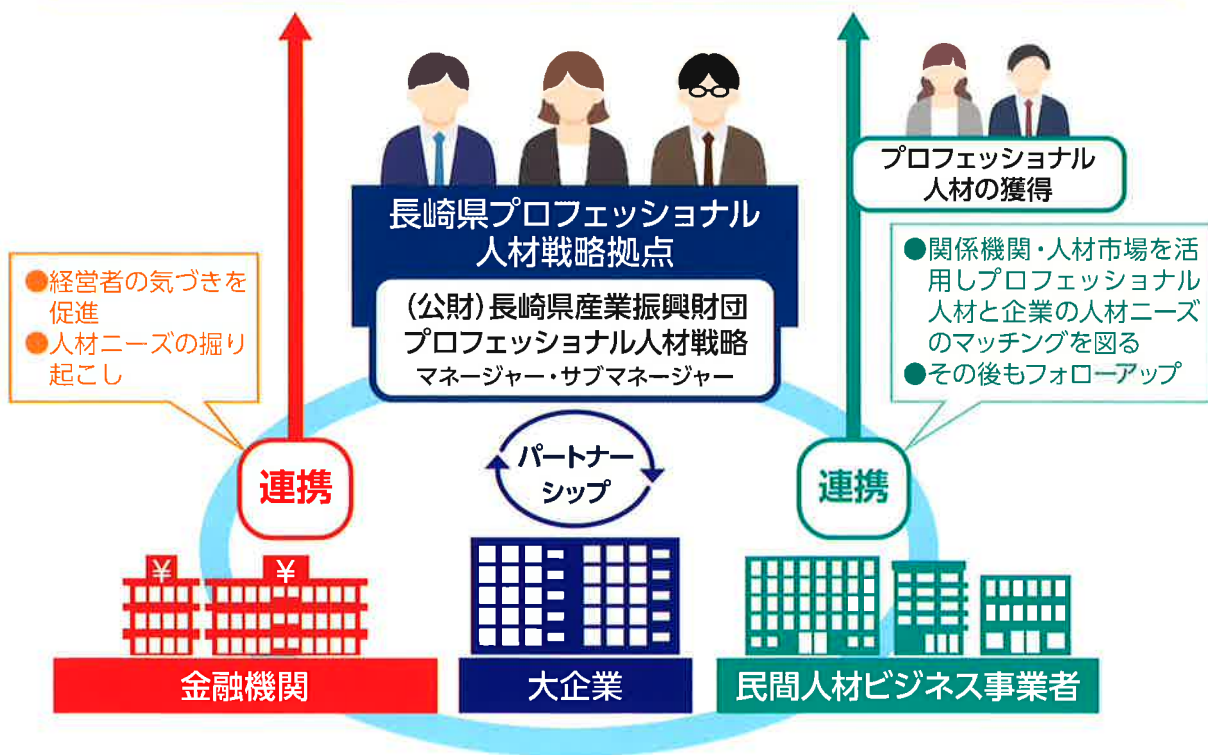 長崎県プロフェッショナル
人材戦略拠点
(公財)長崎県産業振興財団
プロフェッショナル人材戦略
マネージャー・サブマネージャー
プロフェッショナル
人材の獲得
●経営者の気づきを
促進
●人材ニーズの掘り
起こし
●関係機関・人材市場を活
用しプロフェッショナル
人材と企業の人材ニーズ
のマッチングを図る
●その後もフォローアップ
連携
パートナー
シップ
連携
¥
¥
金融機関
大企業
民間人材ビジネス事業者